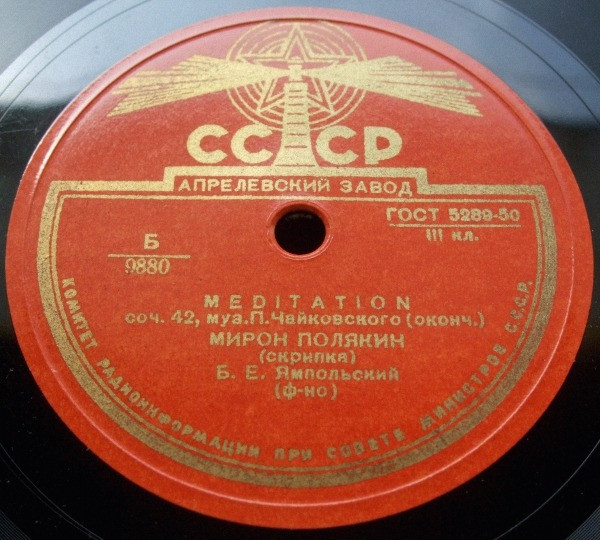 СССР
АПРЕЛЕВСКИЙ ЗАВОД
ГОСТ 5289-50
III кл.
Б
9880
MEDITATION
соч. 42, муз.П.Чайковского (оконч.)
МИРОН ПОЛЯКИН
(скрипка)
Б. Е. Ямпольский
(ф-но)
КОМИТЕТ РАДИОИНФОРМАЦИИ ПРИ СОВЕТЕ МИНИСТРОВ С.С.С.Р.